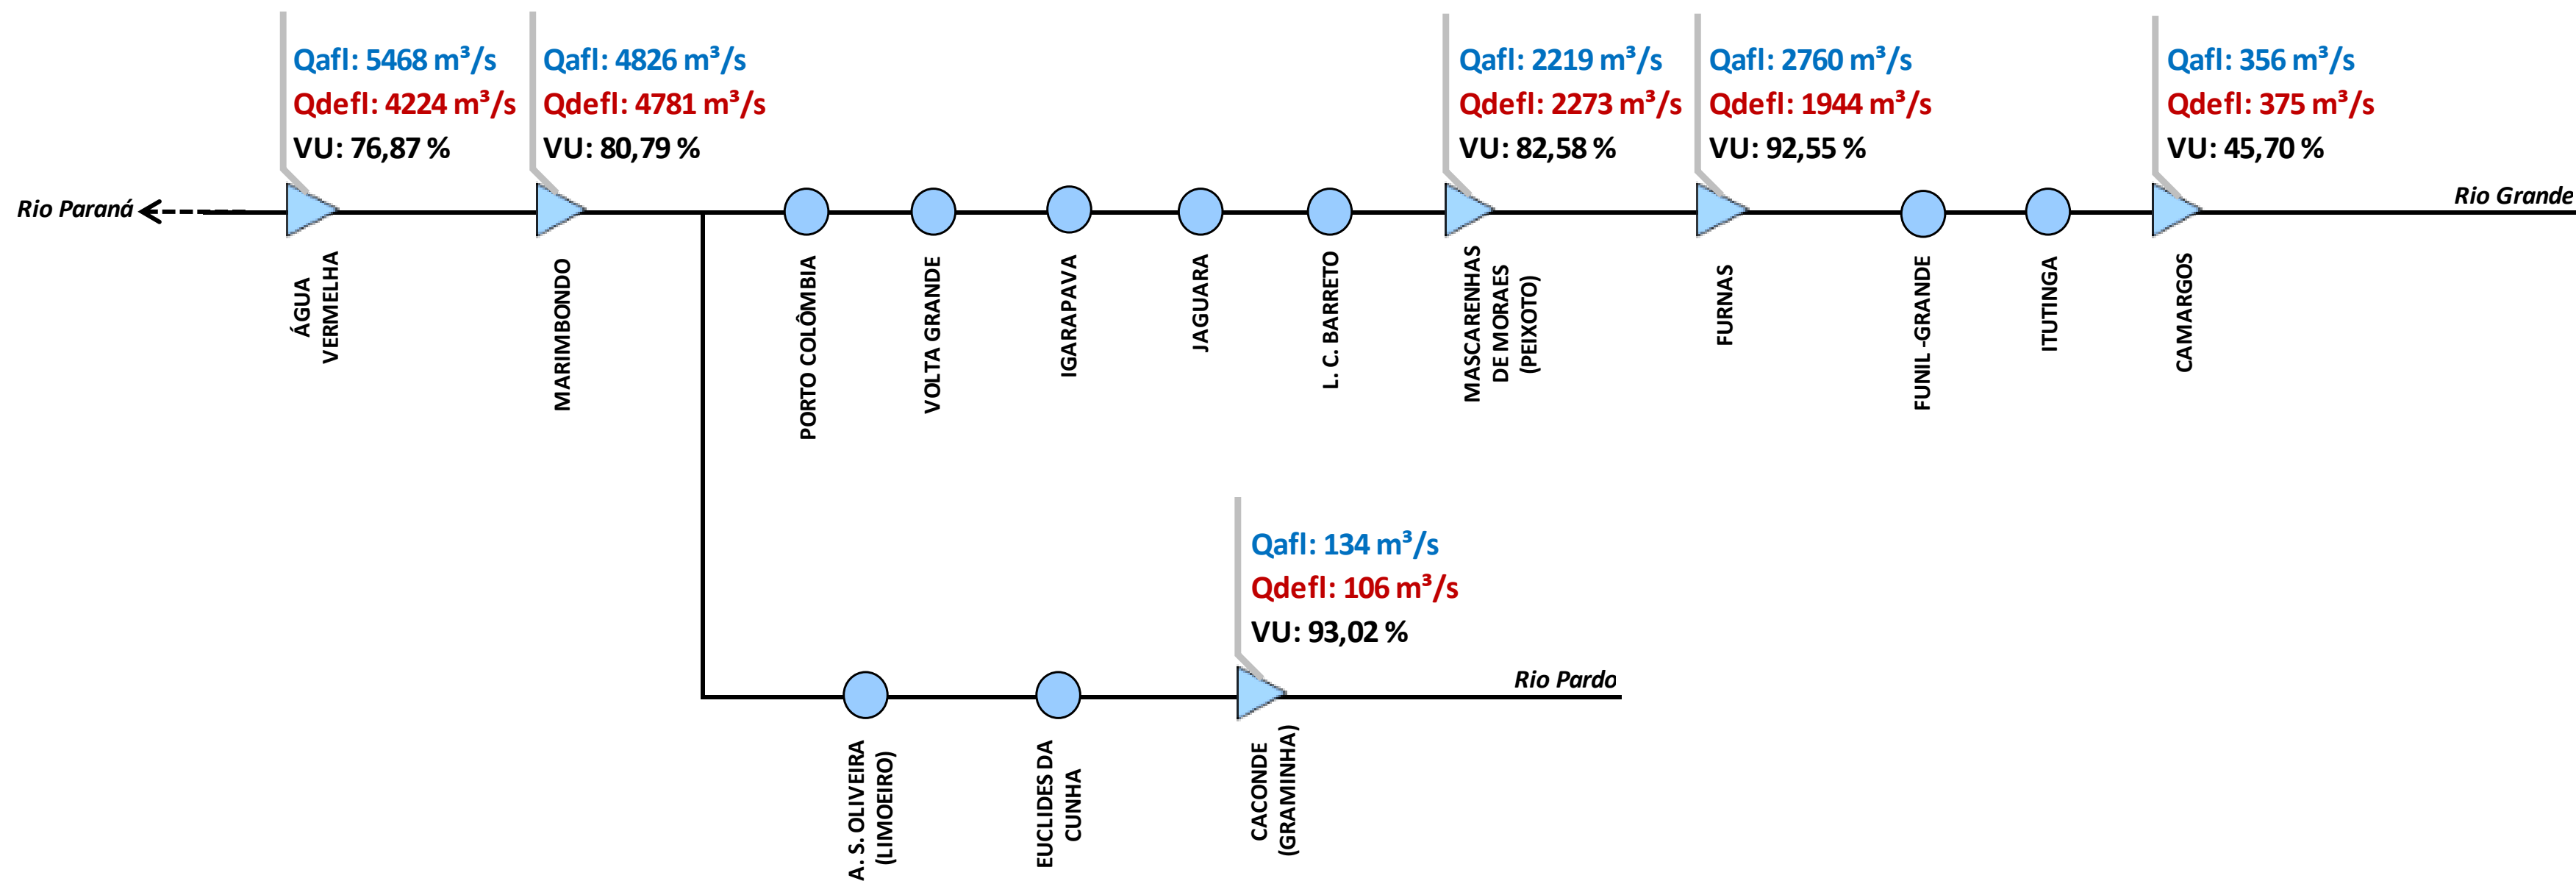 Qafl: 5468 m³/s
Qdefl: 4224 m³/s
VU: 76,87 %
Qafl: 4826 m³/s
Qdefl: 4781 m³/s
VU: 80,79 %
Qafl: 2219 m³/s
Qdefl: 2273 m³/s
VU: 82,58 %
Qafl: 2760 m³/s
Qdefl: 1944 m³/s
VU: 92,55 %
Qafl: 356 m³/s
Qdefl: 375 m³/s
VU: 45,70 %
Rio Paraná
Rio Grande
ÁGUA
VERMELHA
MARIMBONDO
PORTO COLÔMBIA
VOLTA GRANDE
IGARAPAVA
JAGUARA
L. C. BARRETO
MASCARENHAS
DE MORAES
(PEIXOTO)
FURNAS
FUNIL -GRANDE
ITUTINGA
CAMARGOS
Qafl: 134 m³/s
Qdefl: 106 m³/s
VU: 93,02 %
Rio Pardo
A. S. OLIVEIRA
(LIMOEIRO)
EUCLIDES DA
CUNHA
CACONDE
(GRAMINHA)